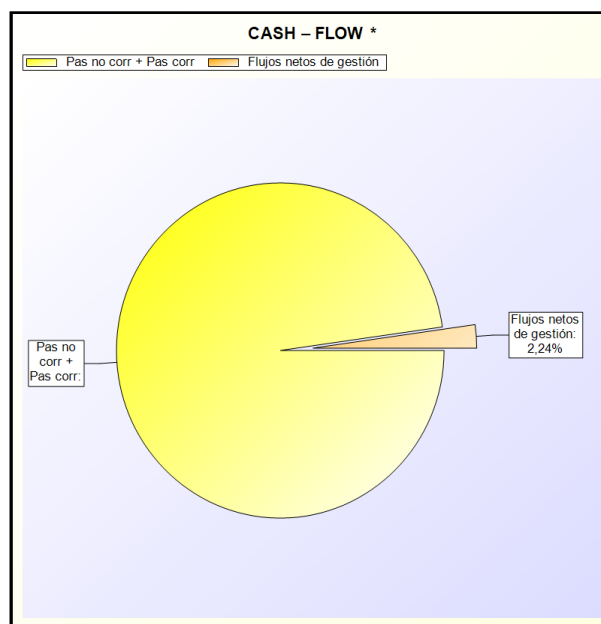 CASH – FLOW *
Pas no corr + Pas corr
Flujos netos de gestión
Flujos netos
de gestión:
2,24%
Pas no
corr +
Pas corr: